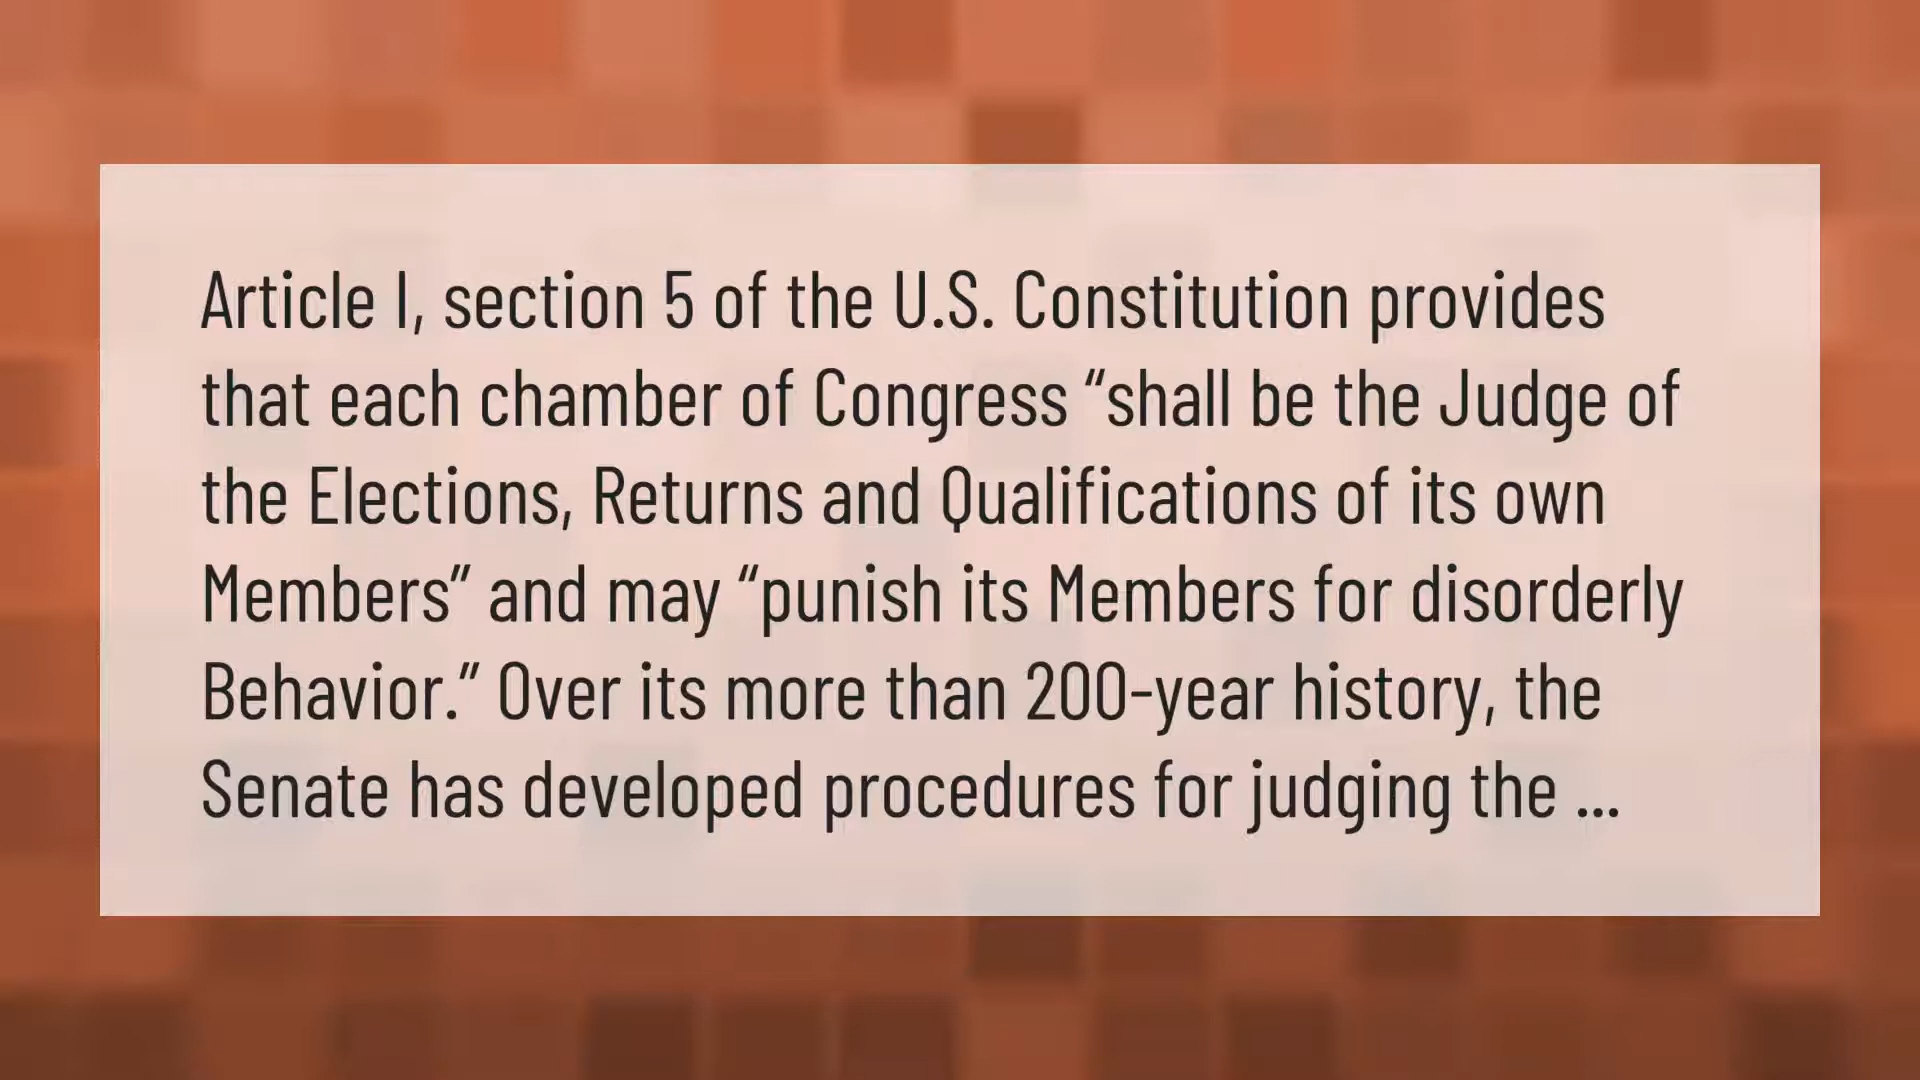 Article I, section 5 of the U.S. Constitution provides
that each chamber of Congress “shall be the Judge of
the Elections, Returns and Qualifications of its own
Members” and may “punish its Members for disorderly
Behavior.” Over its more than 200-year history, the
Senate has developed procedures for judging the ...